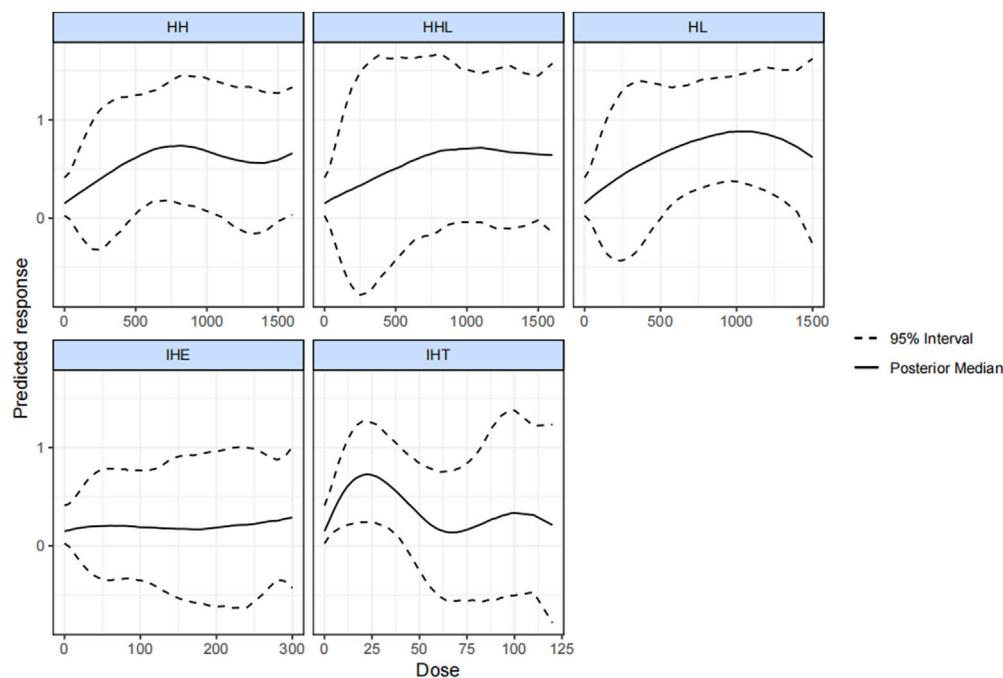 HH HHL HL
1
0
0 500 1000 1500 0 500 1000 1500 0 500 1000 1500
Predicted response
IHE IHT
1
0
0 100 200 300 0 25 50 75 100 125
Dose
95% Interval
Posterior Median